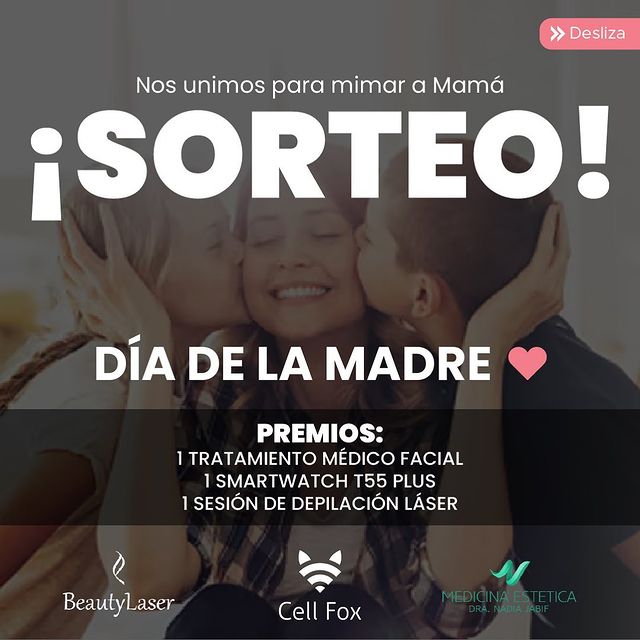 Desliza
Nos unimos para mimar a Mamá
¡SORTEO!
DÍA DE LA MADRE
PREMIOS:
1 TRATAMIENTO MÉDICO FACIAL
1 SMARTWATCH T55 PLUS
1 SESIÓN DE DEPILACIÓN LÁSER
BeautyLaser
Cell Fox
MEDICINA ESTETICA
DRA. NADIA JABIF